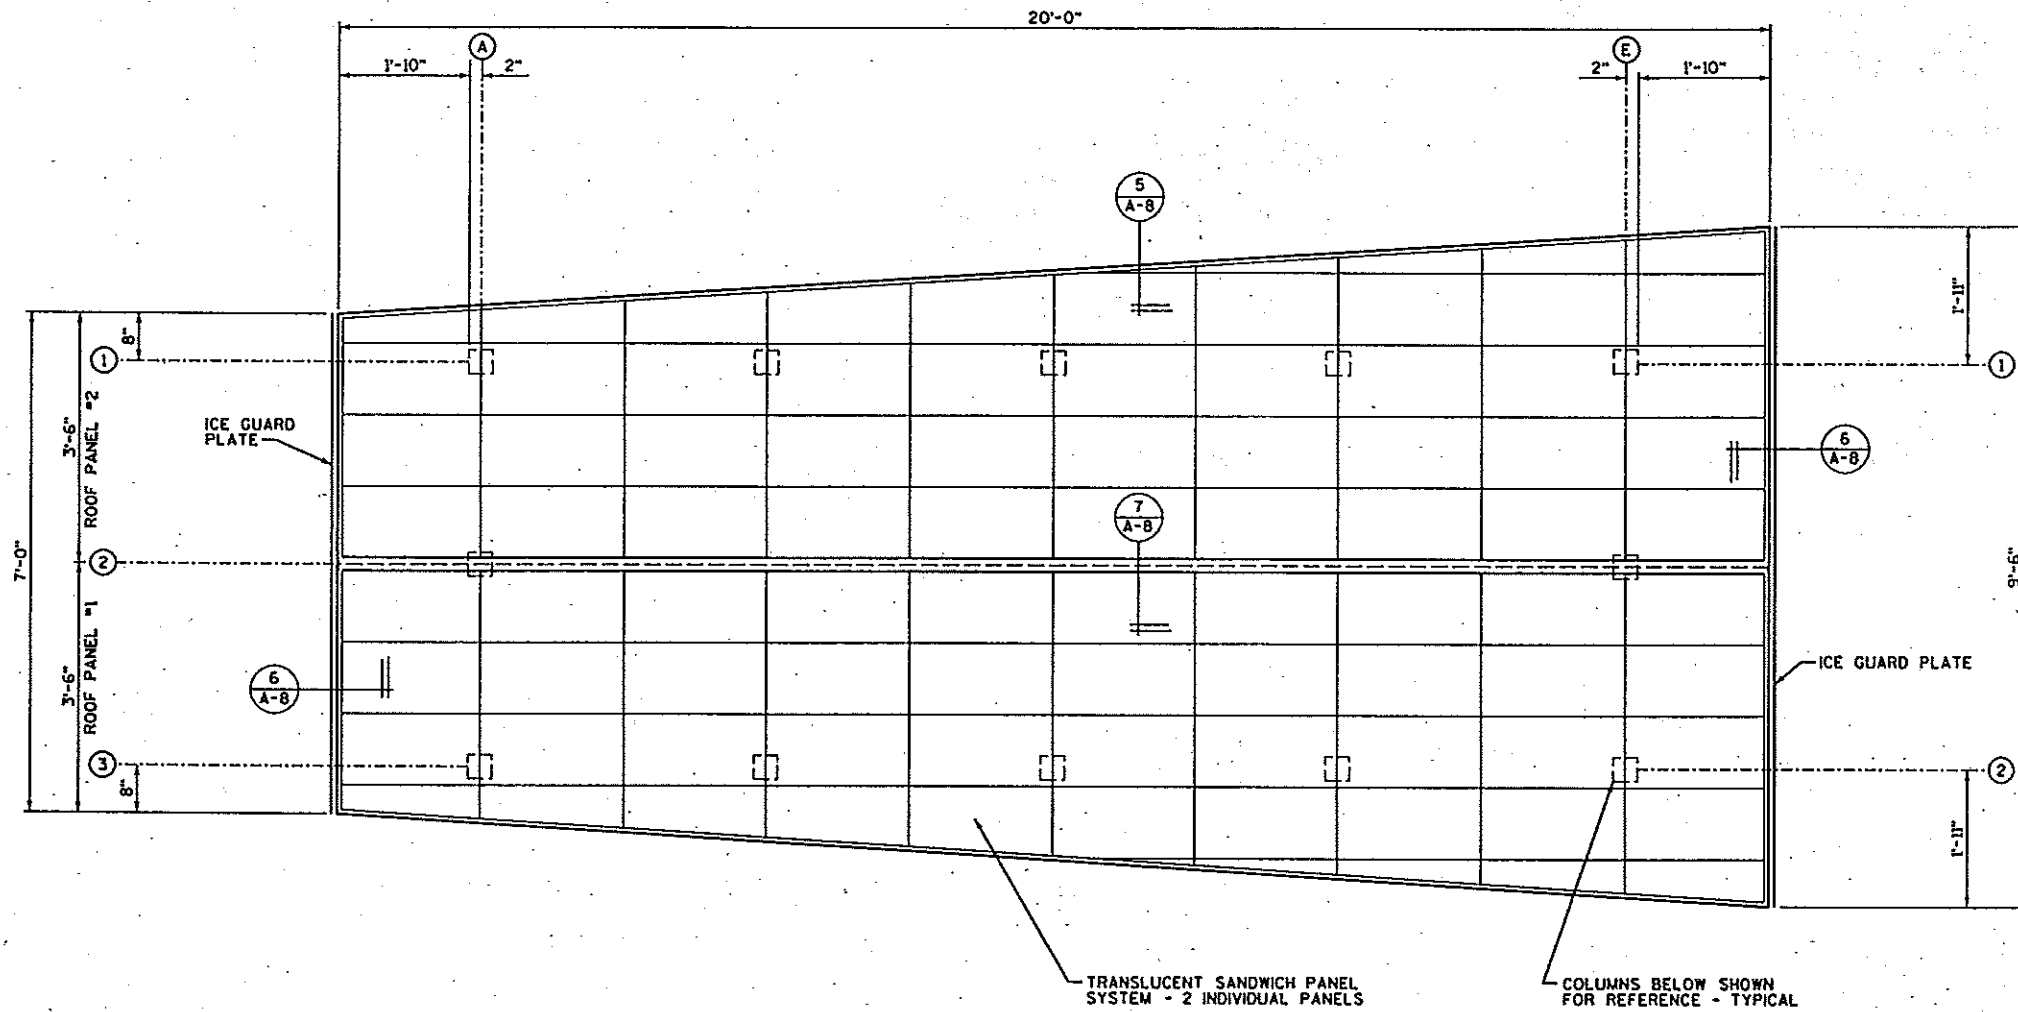 20'-0"
A
E
1'-10"
2"
2"
1'-10"
5
A-8
8"
1'-11"
1
1
3'-6"
ROOF PANEL #2
ICE GUARD
PLATE
6
A-8
7
A-8
7'-0"
2
9'-6"
3'-6"
ROOF PANEL #1
6
A-8
ICE GUARD PLATE
3
2
8"
1'-11"
TRANSLUCENT SANDWICH PANEL
SYSTEM - 2 INDIVIDUAL PANELS
COLUMNS BELOW SHOWN
FOR REFERENCE - TYPICAL